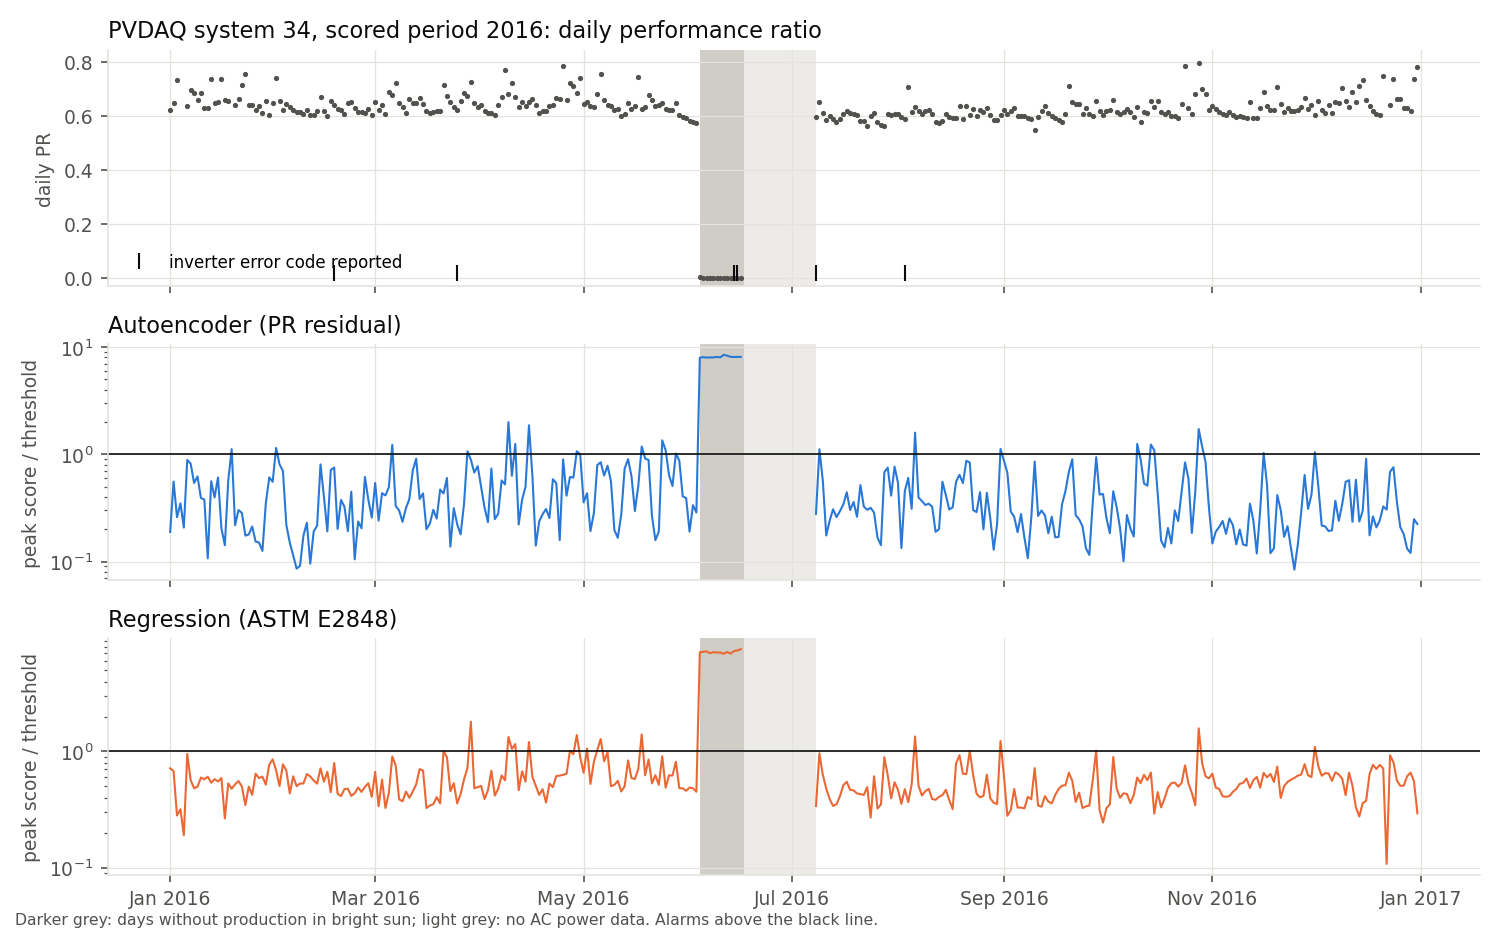 PVDAQ system 34, scored period 2016: daily performance ratio
daily PR
0.8
0.6
0.4
0.2
0.0
inverter error code reported
Autoencoder (PR residual)
peak score / threshold
10¹
10⁰
10⁻¹
Regression (ASTM E2848)
peak score / threshold
10⁰
10⁻¹
Jan 2016
Mar 2016
May 2016
Jul 2016
Sep 2016
Nov 2016
Jan 2017
Darker grey: days without production in bright sun; light grey: no AC power data. Alarms above the black line.